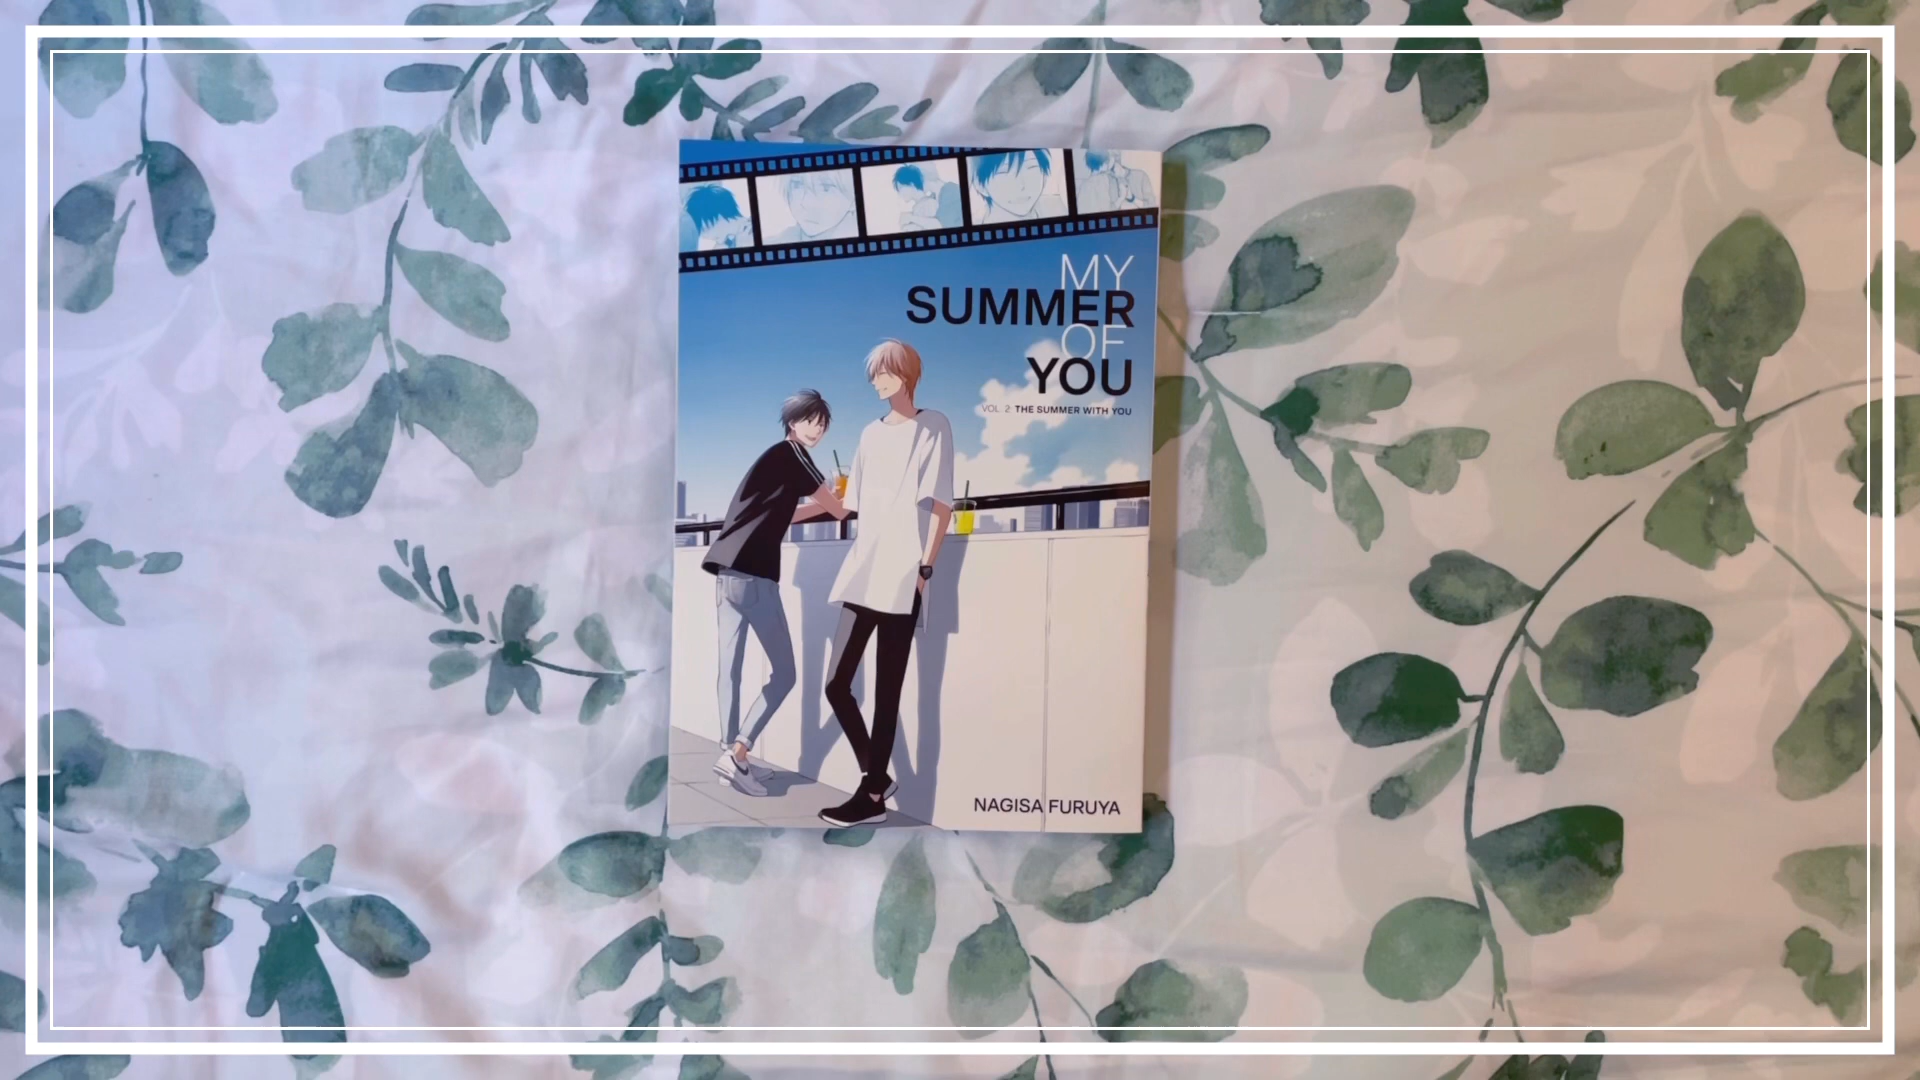 MY
SUMMER
OF
YOU
VOL. 2: THE SUMMER WITH YOU
NAGISA FURUYA